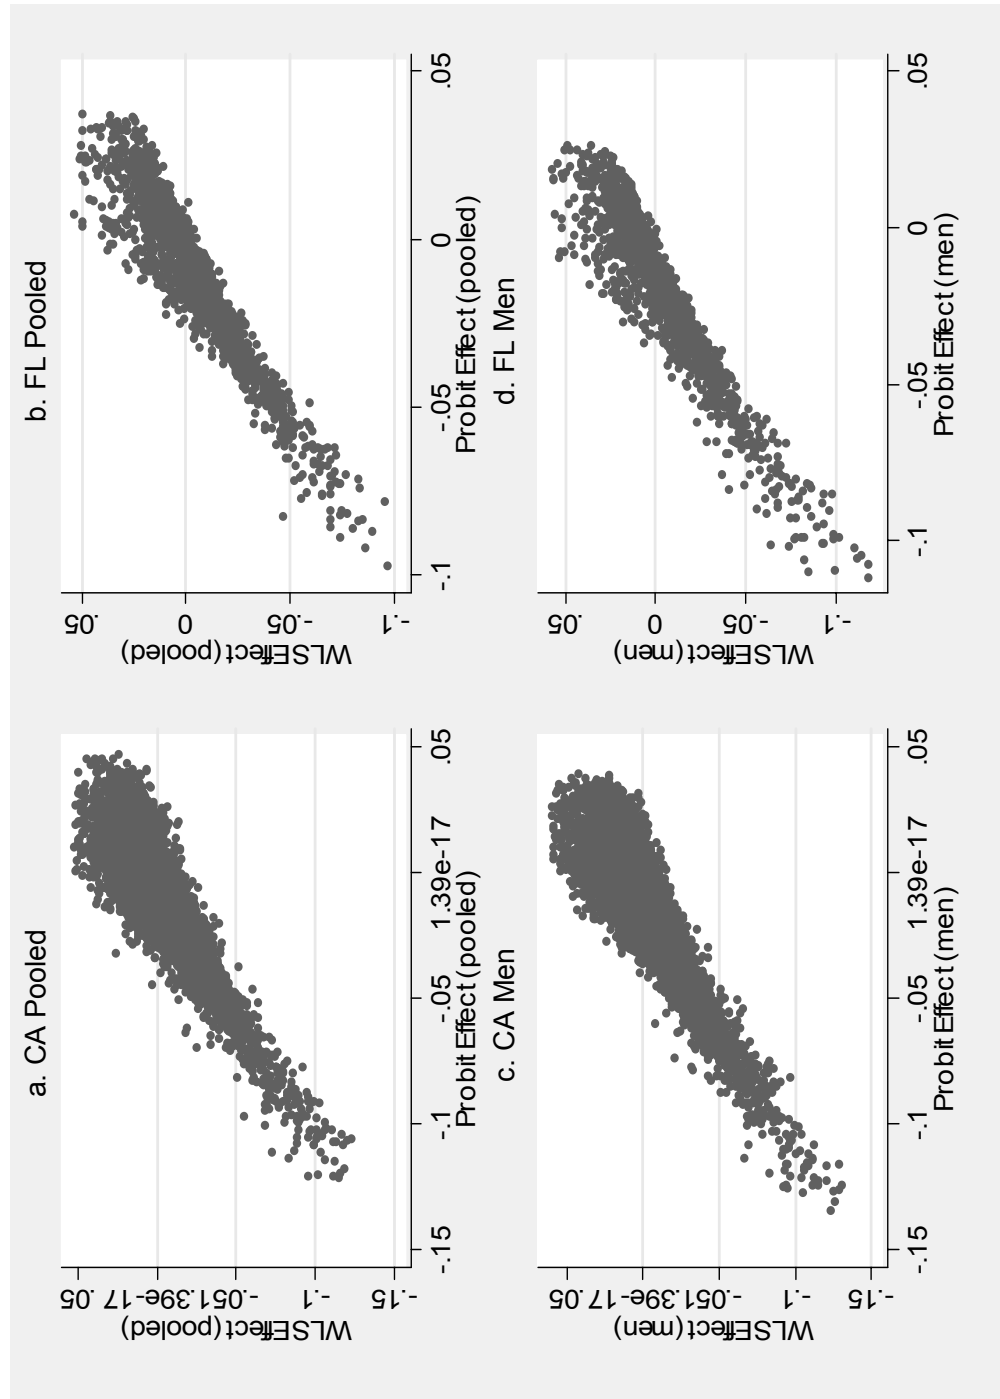 a. CA Pooled
WLS Effect (pooled)
-.15 -.1 -.05 1.39e-17 .05
-.15 -.1 -.05 1.39e-17 .05
Probit Effect (pooled)
b. FL Pooled
WLS Effect (pooled)
-.1 -.05 0 .05
-.1 -.05 0 .05
Probit Effect (pooled)
c. CA Men
WLS Effect (men)
-.15 -.1 -.05 1.39e-17 .05
-.15 -.1 -.05 1.39e-17 .05
Probit Effect (men)
d. FL Men
WLS Effect (men)
-.1 -.05 0 .05
-.1 -.05 0 .05
Probit Effect (men)